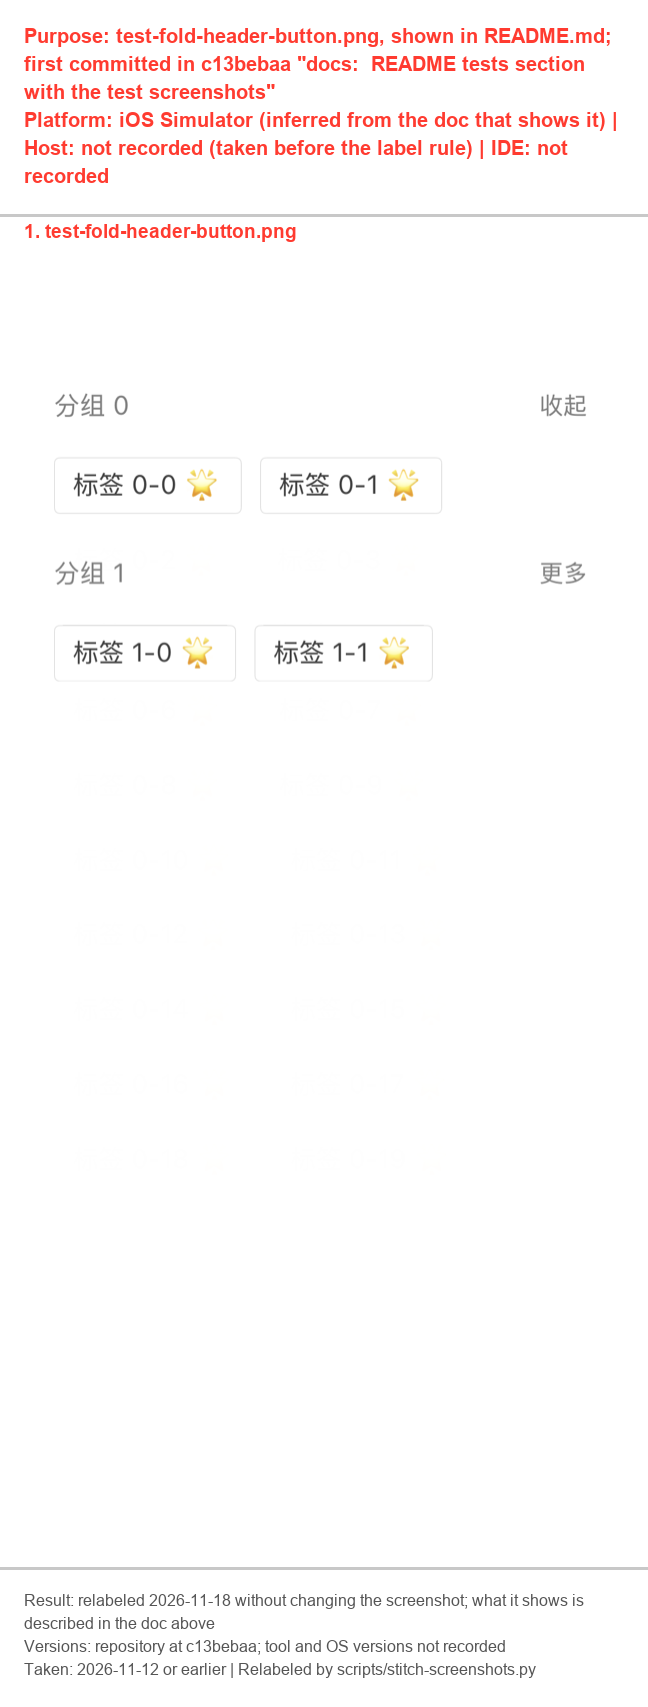 Purpose: test-fold-header-button.png, shown in README.md;
first committed in c13bebaa "docs:  README tests section
with the test screenshots"
Platform: iOS Simulator (inferred from the doc that shows it) |
Host: not recorded (taken before the label rule) | IDE: not
recorded
1. test-fold-header-button.png
分组 0 收起
标签 0-0 🌟 标签 0-1 🌟
分组 1 更多
标签 1-0 🌟 标签 1-1 🌟
Result: relabeled 2026-11-18 without changing the screenshot; what it shows is
described in the doc above
Versions: repository at c13bebaa; tool and OS versions not recorded
Taken: 2026-11-12 or earlier | Relabeled by scripts/stitch-screenshots.py